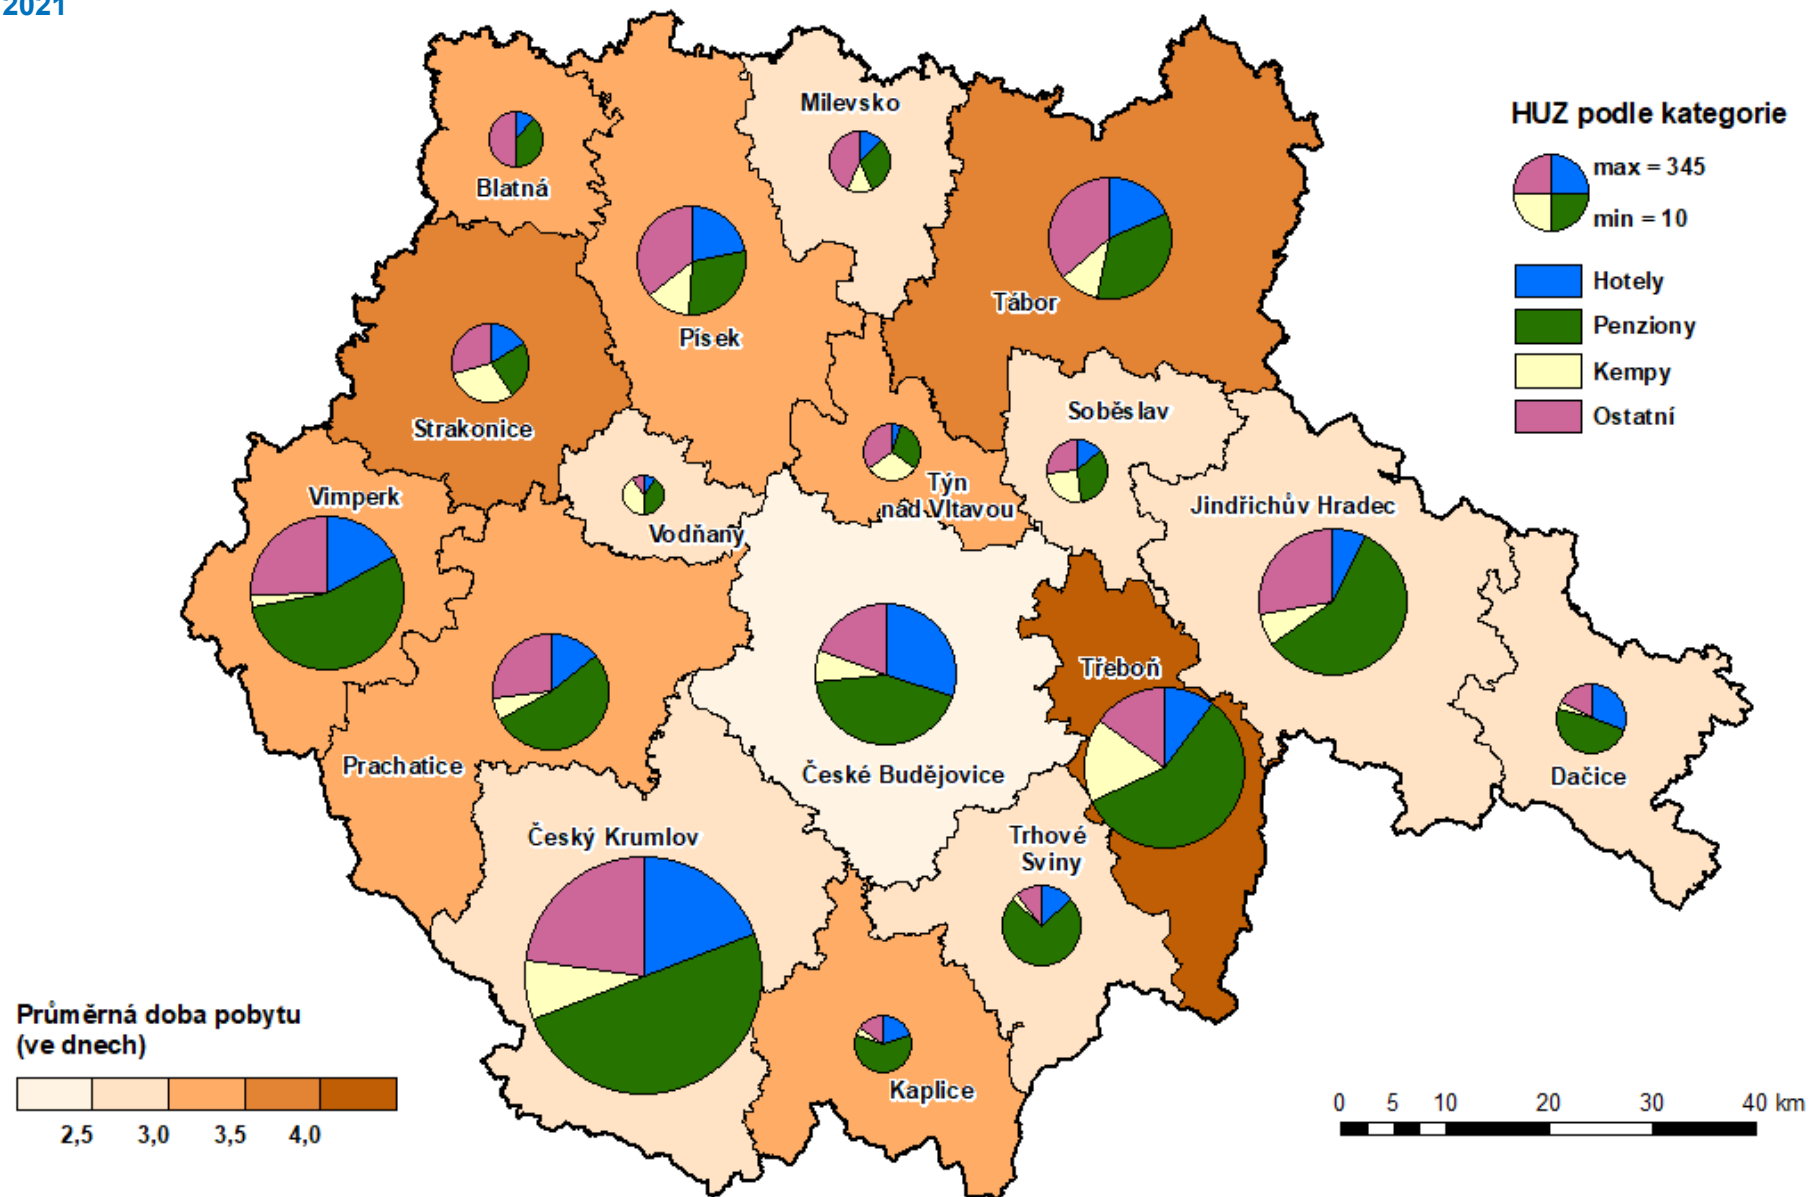 2021
Milevsko
HUZ podle kategorie
max = 345
min = 10
Blatná
Hotely
Tábor
Penziony
Písek
Kempy
Soběslav
Ostatní
Strakonice
Týn
nad Vltavou
Vimperk
Jindřichův Hradec
Vodňany
Třeboň
Prachatice
České Budějovice
Dačice
Český Krumlov
Trhové
Sviny
Průměrná doba pobytu
(ve dnech)
Kaplice
2,5 3,0 3,5 4,0
0 5 10 20 30 40 km